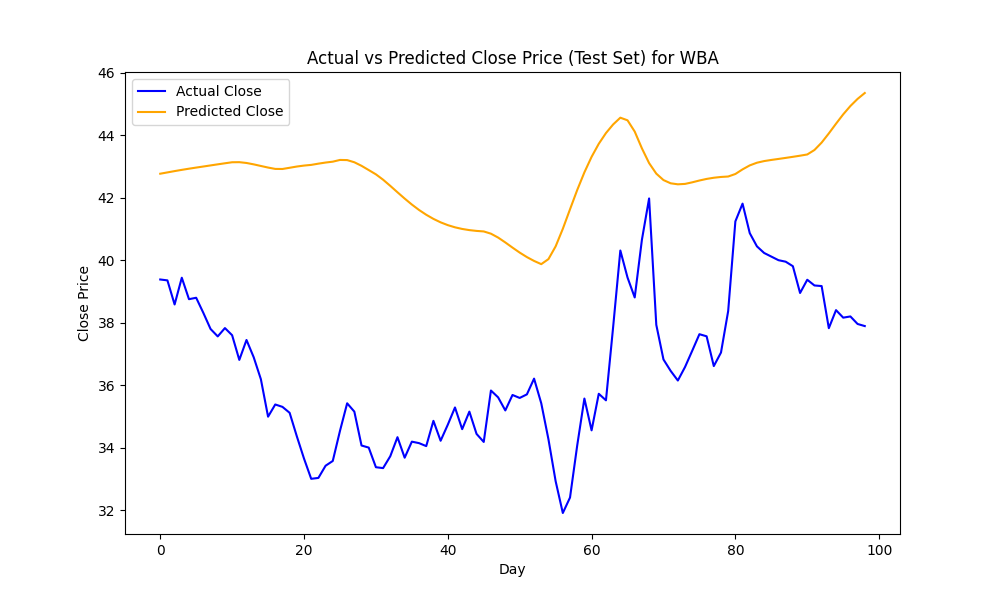 Actual vs Predicted Close Price (Test Set) for WBA
Actual Close
Predicted Close
Close Price
46
44
42
40
38
36
34
32
0 20 40 60 80 100
Day